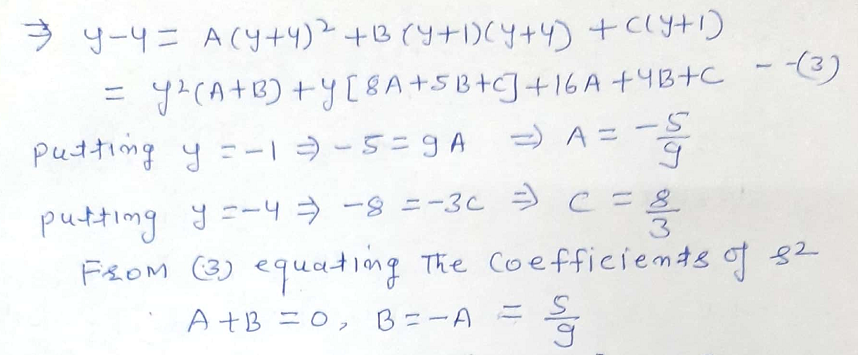 ⇒ y-4 = A(y+4)² + B(y+1)(y+4) + C(y+1)
= y²(A+B) + y[8A+5B+C] + 16A + 4B + C --(3)
putting y = -1 ⇒ -5 = 9A ⇒ A = -5/9
putting y = -4 ⇒ -8 = -3C ⇒ C = 8/3
From (3) equating The Coefficients of s²
A+B = 0, B = -A = 5/9